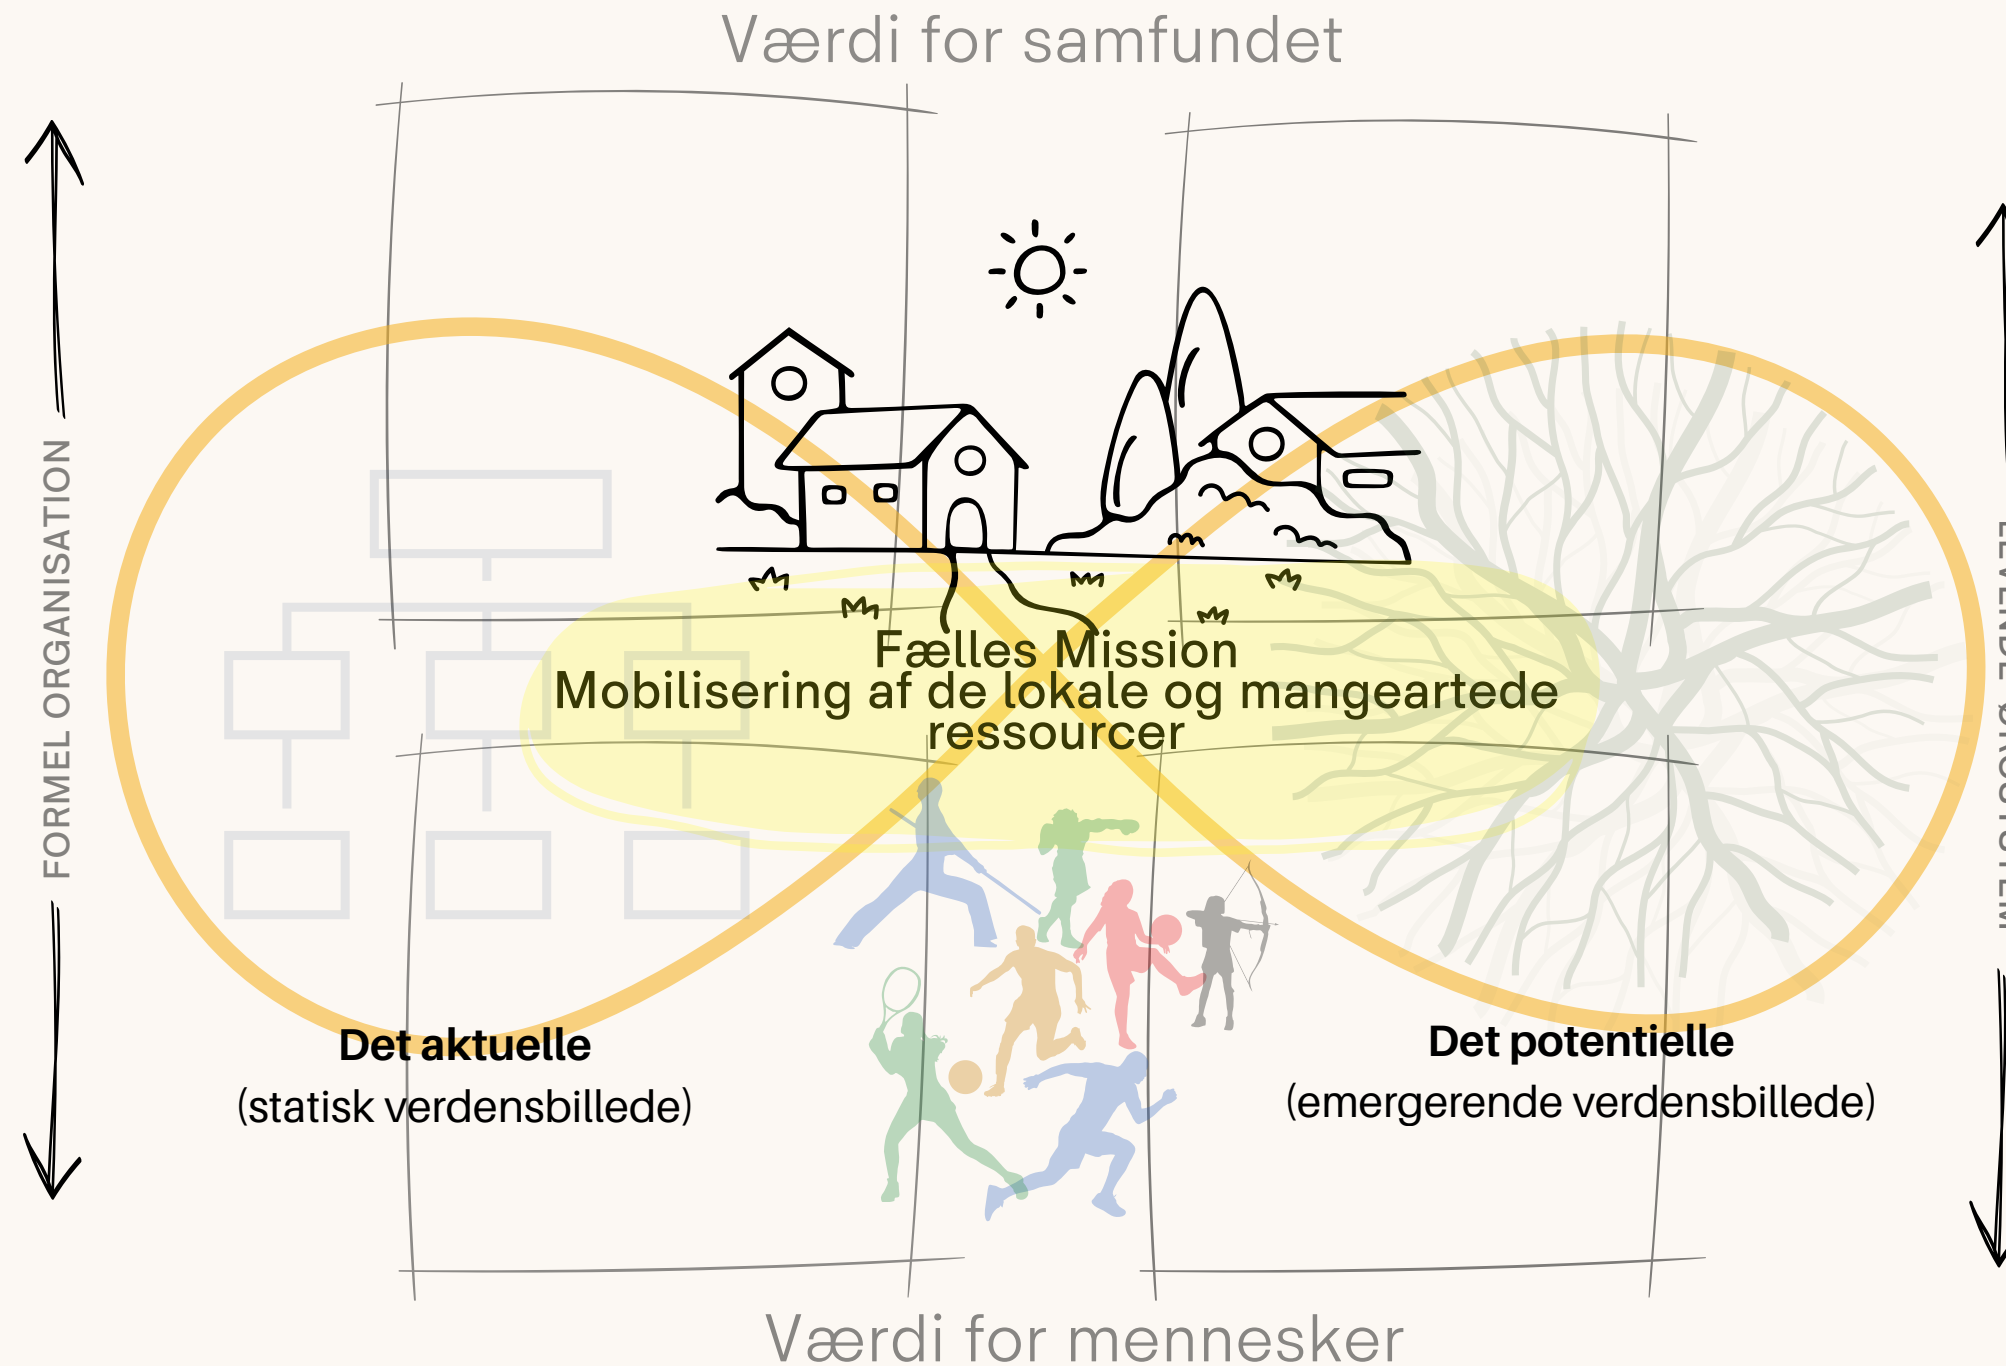 Værdi for samfundet
FORMEL ORGANISATION
Fælles Mission
Mobilisering af de lokale og mangeartede
ressourcer
Det aktuelle
(statisk verdensbillede)
Det potentielle
(emergerende verdensbillede)
Værdi for mennesker